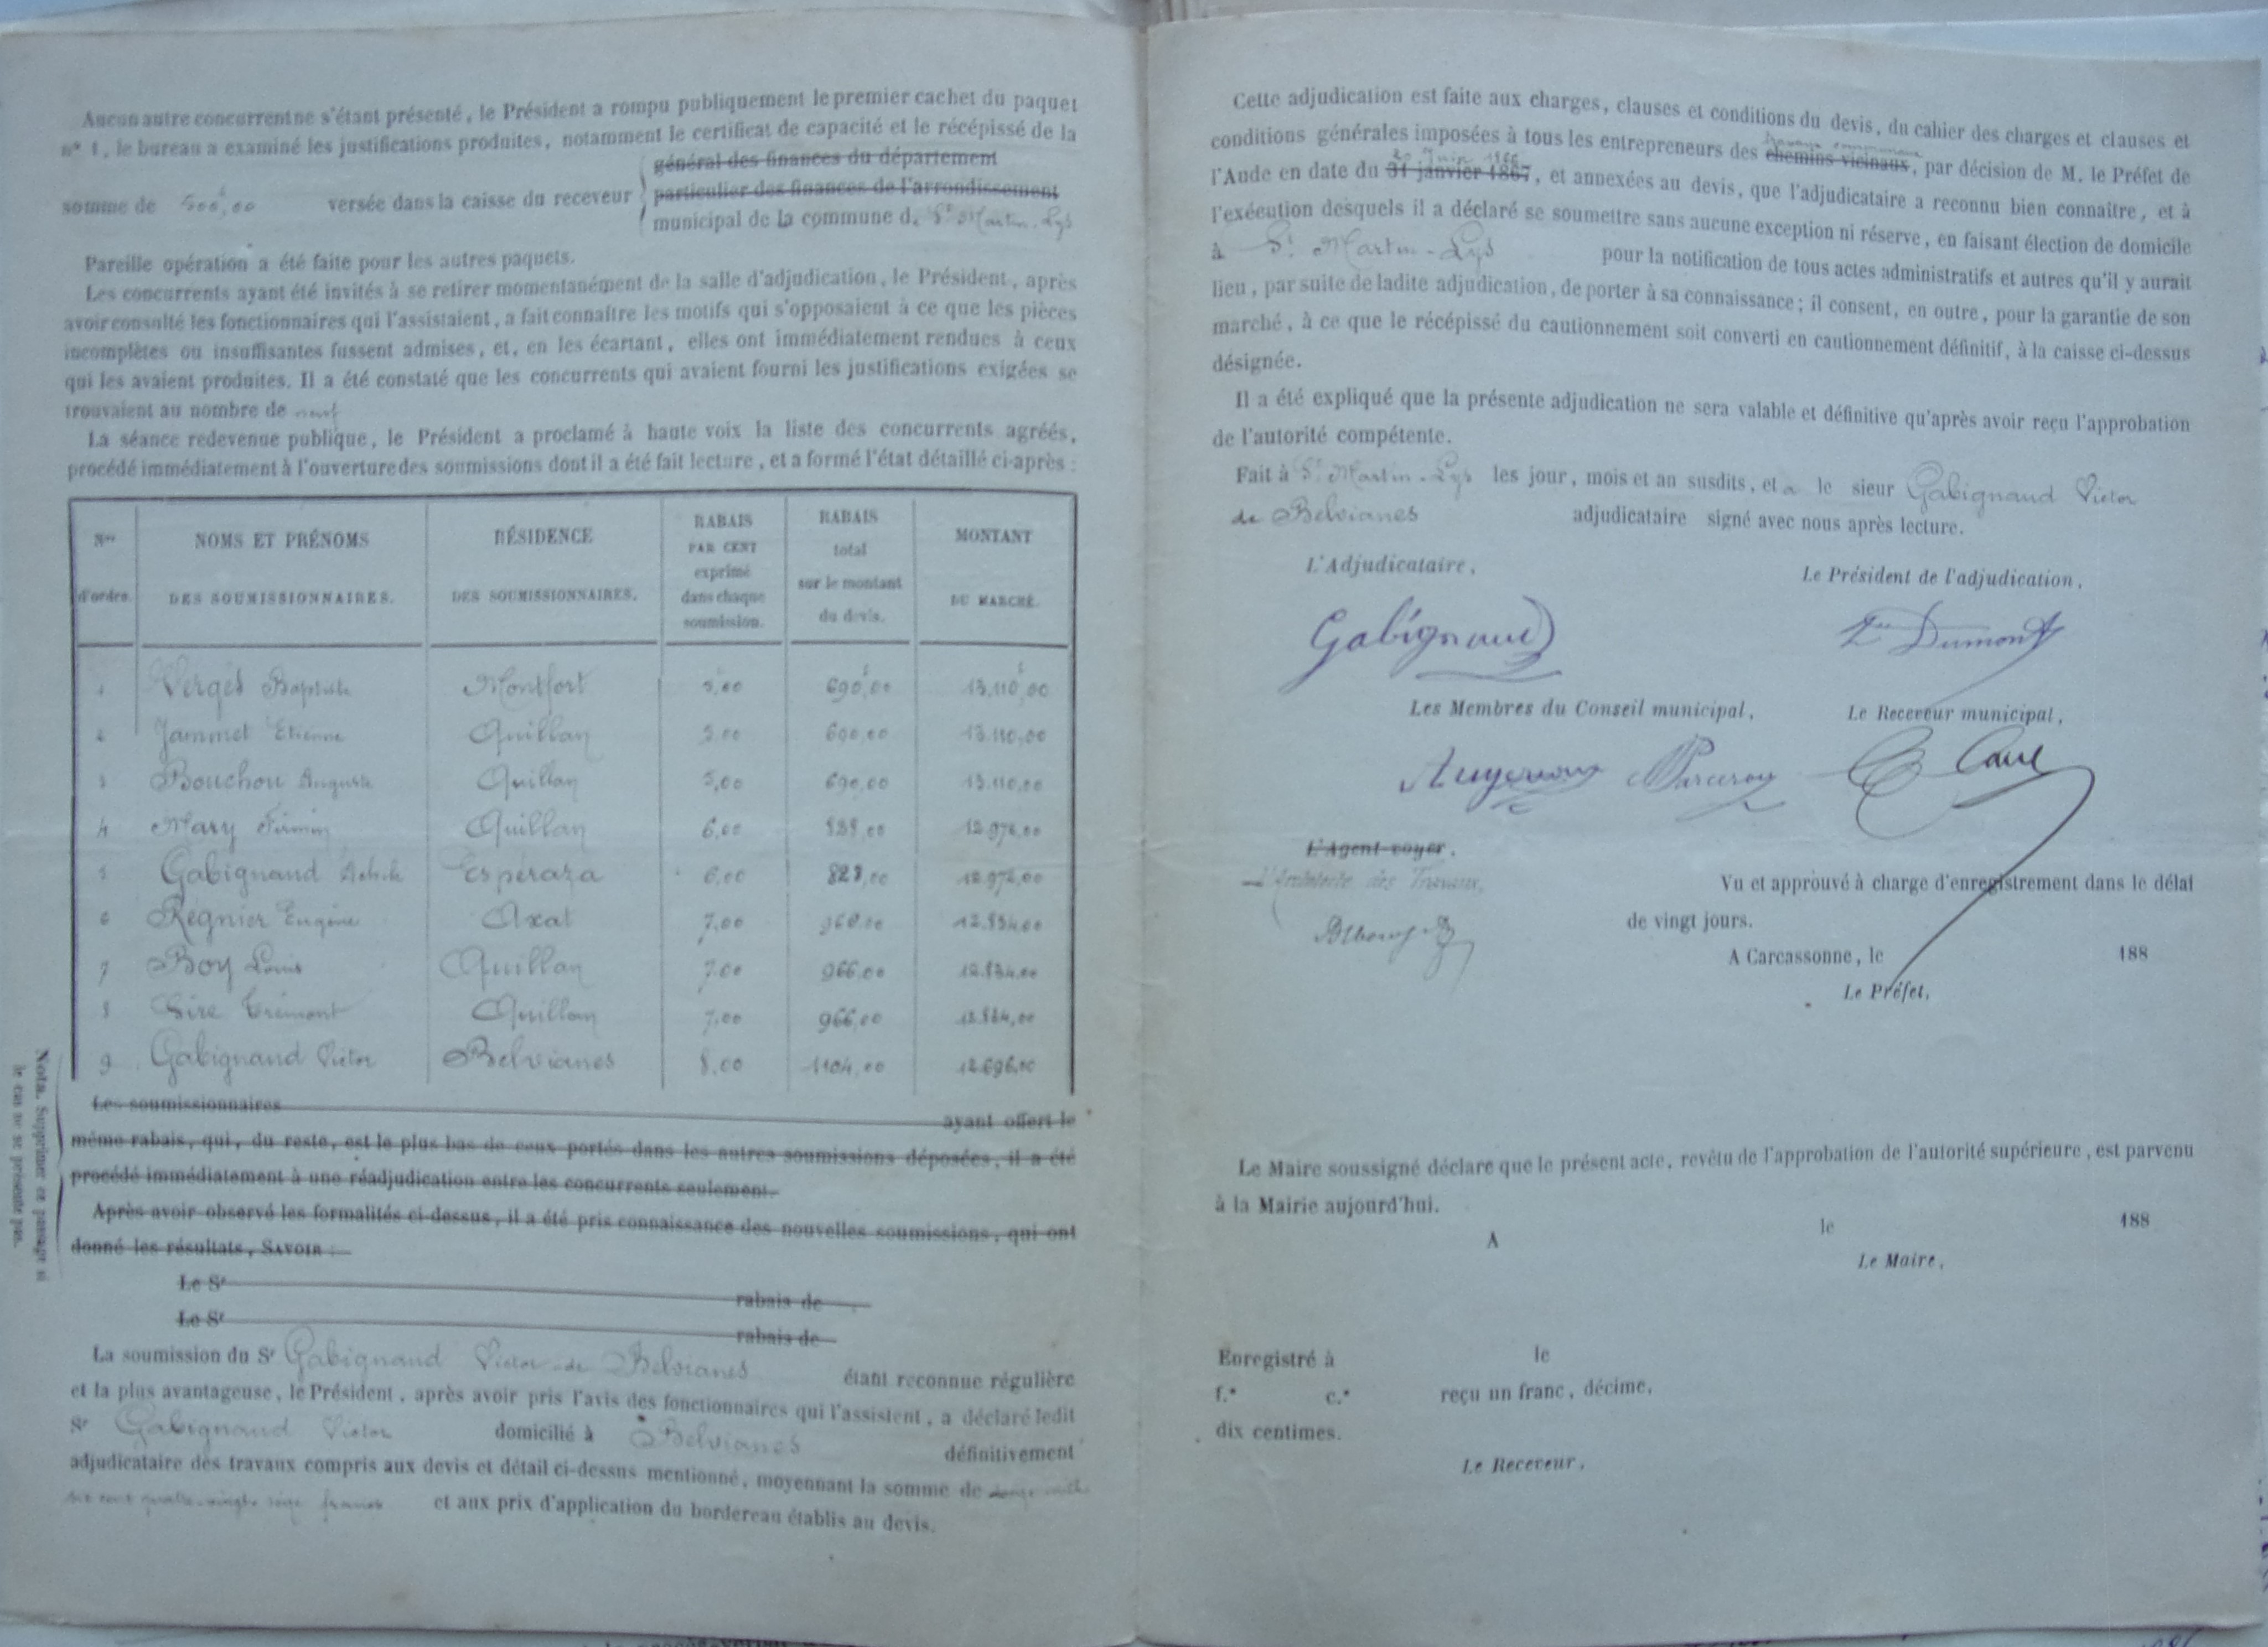 Aucun autre concurrent ne s'étant présenté, le Président a rompu publiquement le premier cachet du paquet
nº 1, le bureau a examiné les justifications produites, notamment le certificat de capacité et le récépissé de la
général des finances du département
somme de 500,00 versée dans la caisse du receveur particulier des finances de l'arrondissement
municipal de la commune d. St Martin-Lys
Pareille opération a été faite pour les autres paquets.
Les concurrents ayant été invités à se retirer momentanément de la salle d'adjudication, le Président, après
avoir consulté les fonctionnaires qui l'assistaient, a fait connaître les motifs qui s'opposaient à ce que les pièces
incomplètes ou insuffisantes fussent admises, et, en les écartant, elles ont immédiatement rendues à ceux
qui les avaient produites. Il a été constaté que les concurrents qui avaient fourni les justifications exigées se
trouvaient au nombre de neuf
La séance redevenue publique, le Président a proclamé à haute voix la liste des concurrents agréés,
procédé immédiatement à l'ouverture des soumissions dont il a été fait lecture, et a formé l'état détaillé ci-après :
Nos d'ordre.
NOMS ET PRÉNOMS DES SOUMISSIONNAIRES.
RÉSIDENCE DES SOUMISSIONNAIRES.
RABAIS PAR CENT exprimé dans chaque soumission.
RABAIS total sur le montant du devis.
MONTANT DU MARCHÉ.
1 Vergès Baptiste Montfort 5,00 690,00 13.110,00
2 Jammet Etienne Quillan 5,00 690,00 13.110,00
3 Bouchou Auguste Quillan 5,00 690,00 13.110,00
4 Mary Firmin Quillan 6,00 828,00 12.972,00
5 Gabignaud Espéraza 6,00 828,00 12.972,00
6 Régnier Eugène Axat 7,00 966,00 12.834,00
7 Boy Louis Quillan 7,00 966,00 12.834,00
8 Sire Quillan 7,00 966,00 12.834,00
9 Gabignaud Victor Belvianes 8,00 1104,00 12.696,00
Les soumissionnaires
ayant offert le
même rabais, qui, du reste, est le plus bas de ceux portés dans les autres soumissions déposées, il a été
procédé immédiatement à une réadjudication entre les concurrents seulement.
Après avoir observé les formalités ci-dessus, il a été pris connaissance des nouvelles soumissions, qui ont
donné les résultats, SAVOIR :
Le Sr rabais de
Le Sr rabais de
Nota. Supprimer ce passage si
le cas ne se présente pas.
La soumission du Sr Gabignaud Victor de Belvianes étant reconnue régulière
et la plus avantageuse, le Président, après avoir pris l'avis des fonctionnaires qui l'assistent, a déclaré ledit
Sr Gabignaud Victor domicilié à Belvianes définitivement
adjudicataire des travaux compris aux devis et détail ci-dessus mentionné, moyennant la somme de douze mille
six cent quatre-vingt seize francs et aux prix d'application du bordereau établis au devis.
Cette adjudication est faite aux charges, clauses et conditions du devis, du cahier des charges et clauses et
conditions générales imposées à tous les entrepreneurs des chemins vicinaux, par décision de M. le Préfet de
l'Aude en date du 31 janvier 1867, et annexées au devis, que l'adjudicataire a reconnu bien connaître, et à
l'exécution desquels il a déclaré se soumettre sans aucune exception ni réserve, en faisant élection de domicile
à St Martin-Lys pour la notification de tous actes administratifs et autres qu'il y aurait
lieu, par suite de ladite adjudication, de porter à sa connaissance ; il consent, en outre, pour la garantie de son
marché, à ce que le récépissé du cautionnement soit converti en cautionnement définitif, à la caisse ci-dessus
désignée.
Il a été expliqué que la présente adjudication ne sera valable et définitive qu'après avoir reçu l'approbation
de l'autorité compétente.
Fait à St Martin-Lys les jour, mois et an susdits, et a le sieur Gabignaud Victor
de Belvianes adjudicataire signé avec nous après lecture.
L'Adjudicataire,
Le Président de l'adjudication.
Gabignaud
Dumont
Les Membres du Conseil municipal,
Le Receveur municipal,
L'Agent-voyer.
L'Architecte des Travaux,
Vu et approuvé à charge d'enregistrement dans le délai
de vingt jours.
A Carcassonne, le 188
Le Préfet,
Le Maire soussigné déclare que le présent acte, revêtu de l'approbation de l'autorité supérieure, est parvenu
à la Mairie aujourd'hui.
A le 188
Le Maire,
Enregistré à le
f.º c.e reçu un franc, décime,
dix centimes.
Le Receveur,